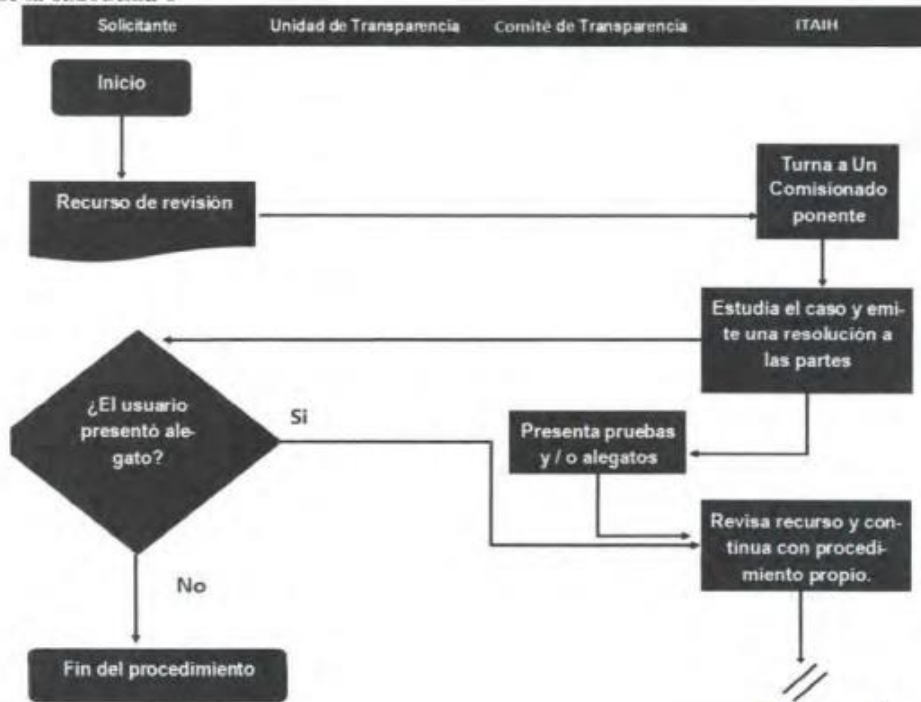 Solicitante Unidad de Transparencia Comité de Transparencia ITAIH
Inicio
Recurso de revisión
Turna a Un
Comisionado
ponente
Estudia el caso y emi-
te una resolución a
las partes
¿El usuario
presentó ale-
gato?
Si
Presenta pruebas
y / o alegatos
Revisa recurso y con-
tinua con procedi-
miento propio.
No
Fin del procedimiento